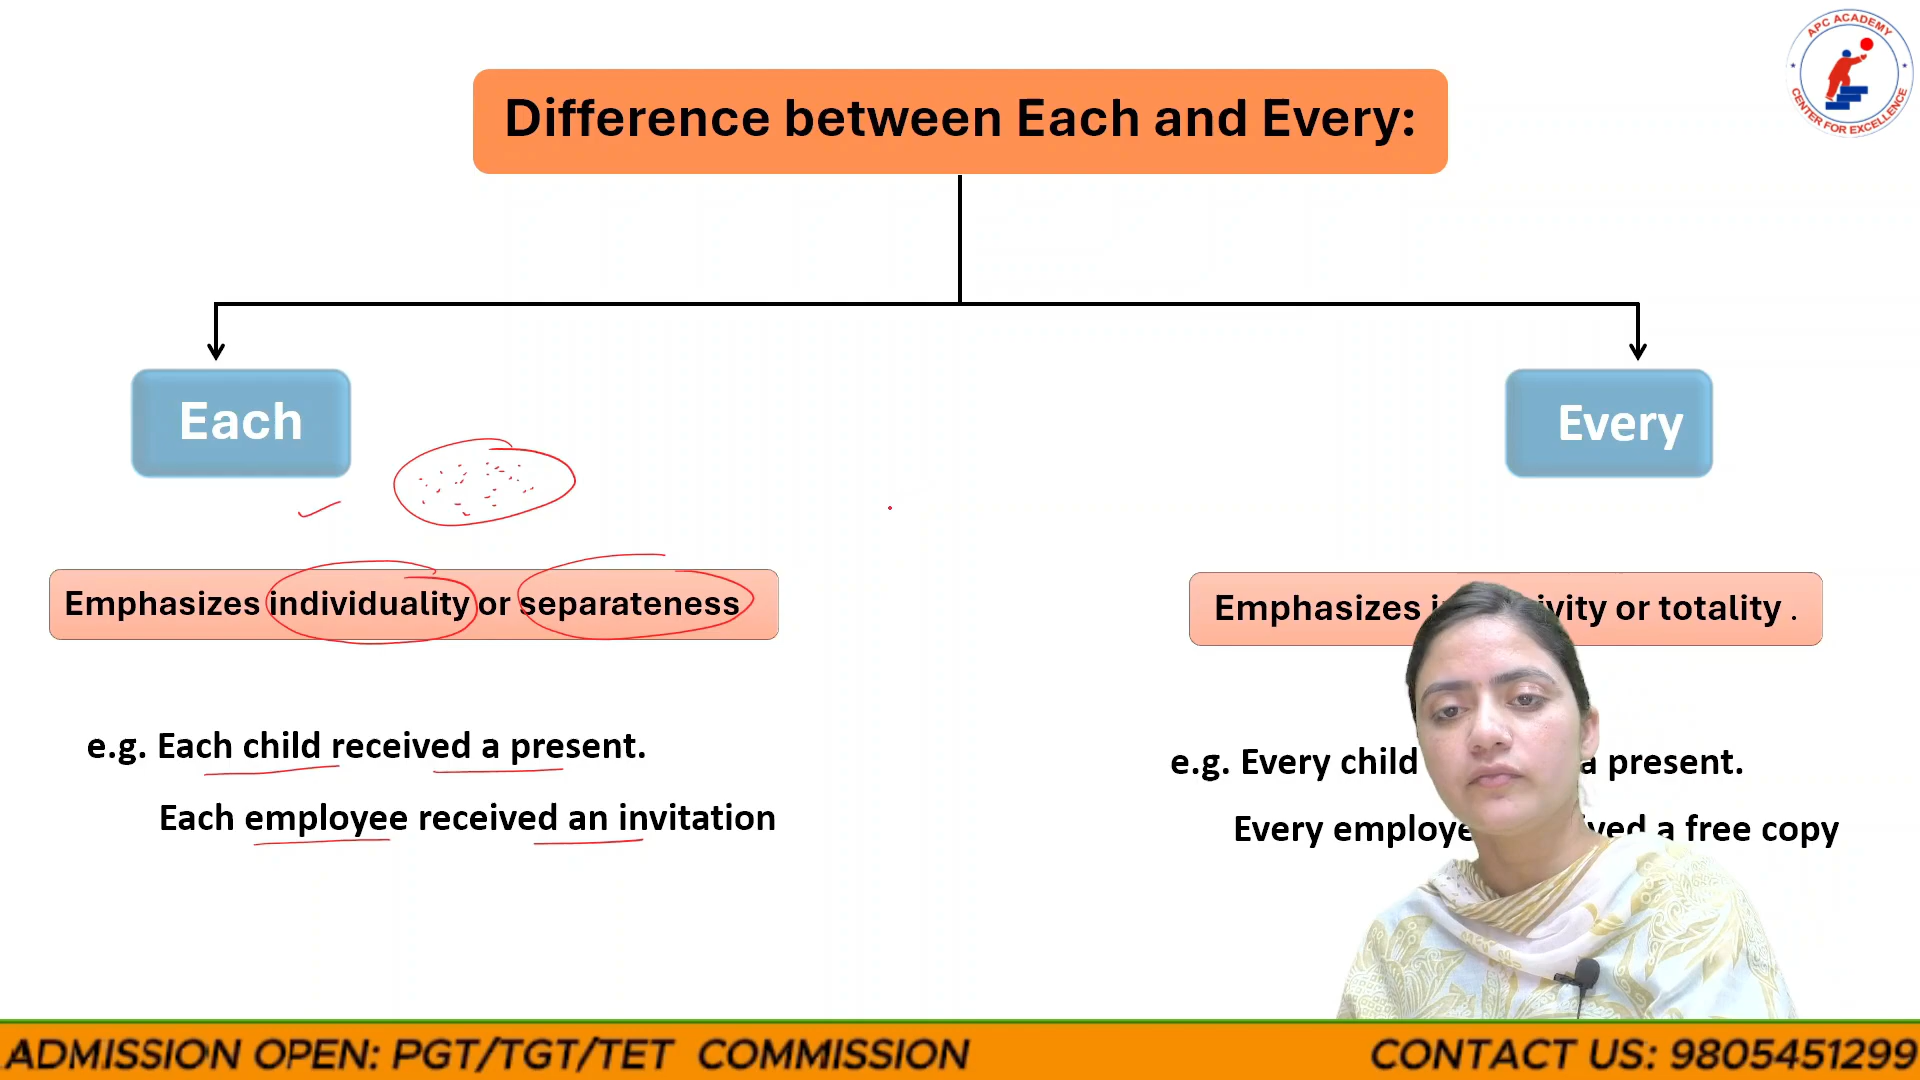 APC ACADEMY
CENTER FOR EXCELLENCE
Difference between Each and Every:
Each
Every
Emphasizes individuality or separateness
Emphasizes or totality .
e.g. Each child received a present.
Each employee received an invitation
e.g. Every child a present.
Every a free copy
ADMISSION OPEN: PGT/TGT/TET COMMISSION
CONTACT US: 9805451299